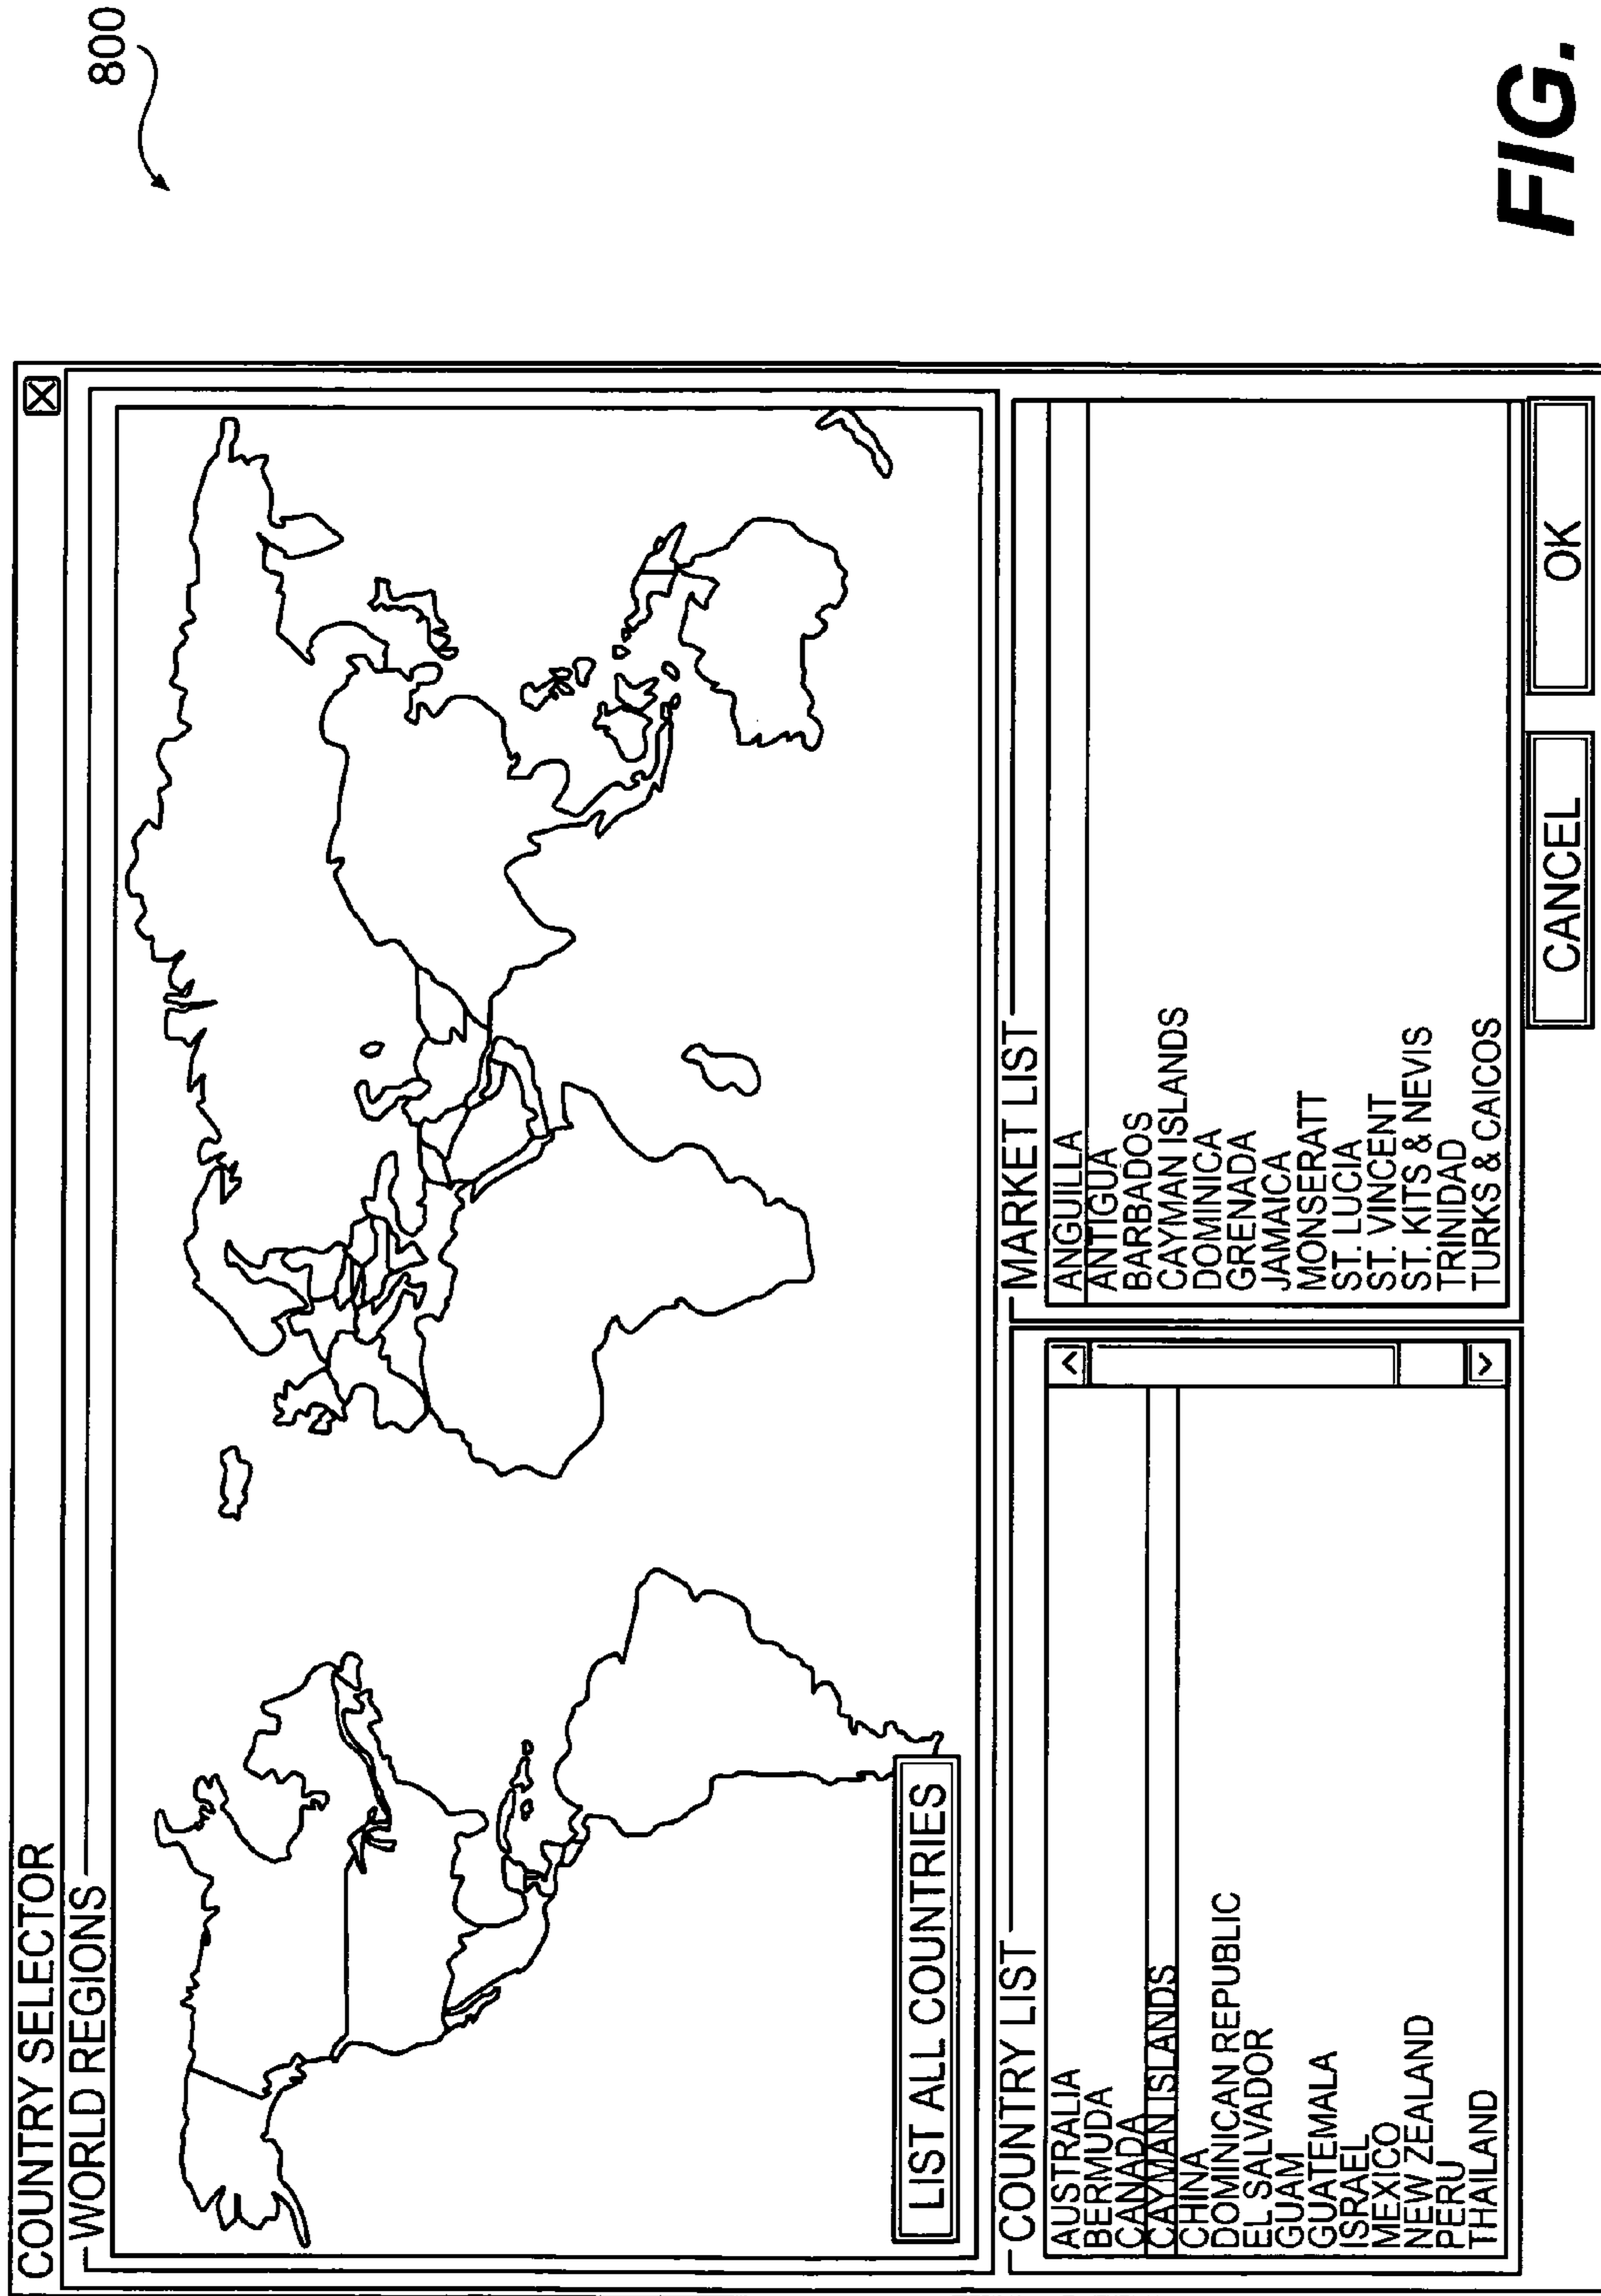 800
COUNTRY SELECTOR
WORLD REGIONS
LIST ALL COUNTRIES
COUNTRY LIST
AUSTRALIA
BERMUDA
CANADA
CAYMAN ISLANDS
CHINA
DOMINICAN REPUBLIC
EL SALVADOR
GUAM
GUATEMALA
ISRAEL
MEXICO
NEW ZEALAND
PERU
THAILAND
MARKET LIST
ANGUILLA
ANTIGUA
BARBADOS
CAYMAN ISLANDS
DOMINICA
GRENADA
JAMAICA
MONSERATT
ST. LUCIA
ST. VINCENT
ST. KITS & NEVIS
TRINIDAD
TURKS & CAICOS
CANCEL
OK
FIG.